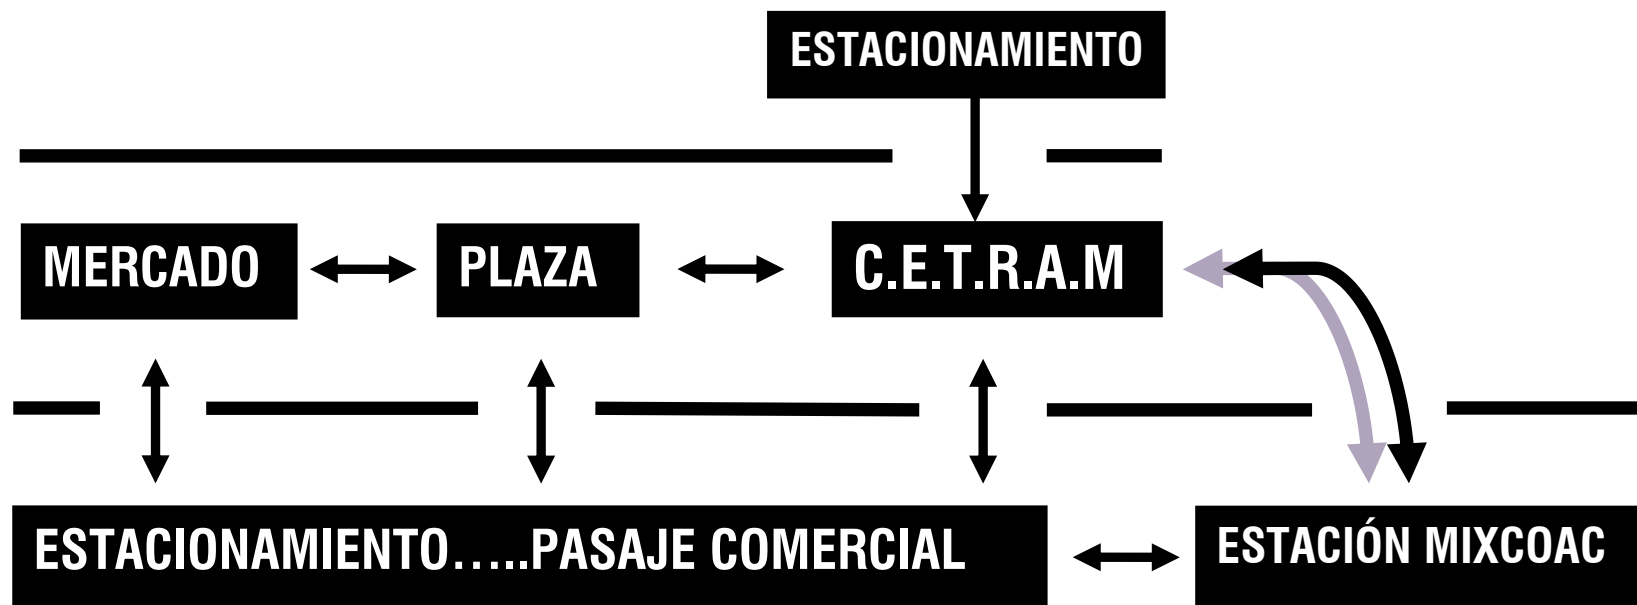 ESTACIONAMIENTO
MERCADO
PLAZA
C.E.T.R.A.M
ESTACIONAMIENTO…..PASAJE COMERCIAL
ESTACIÓN MIXCOAC